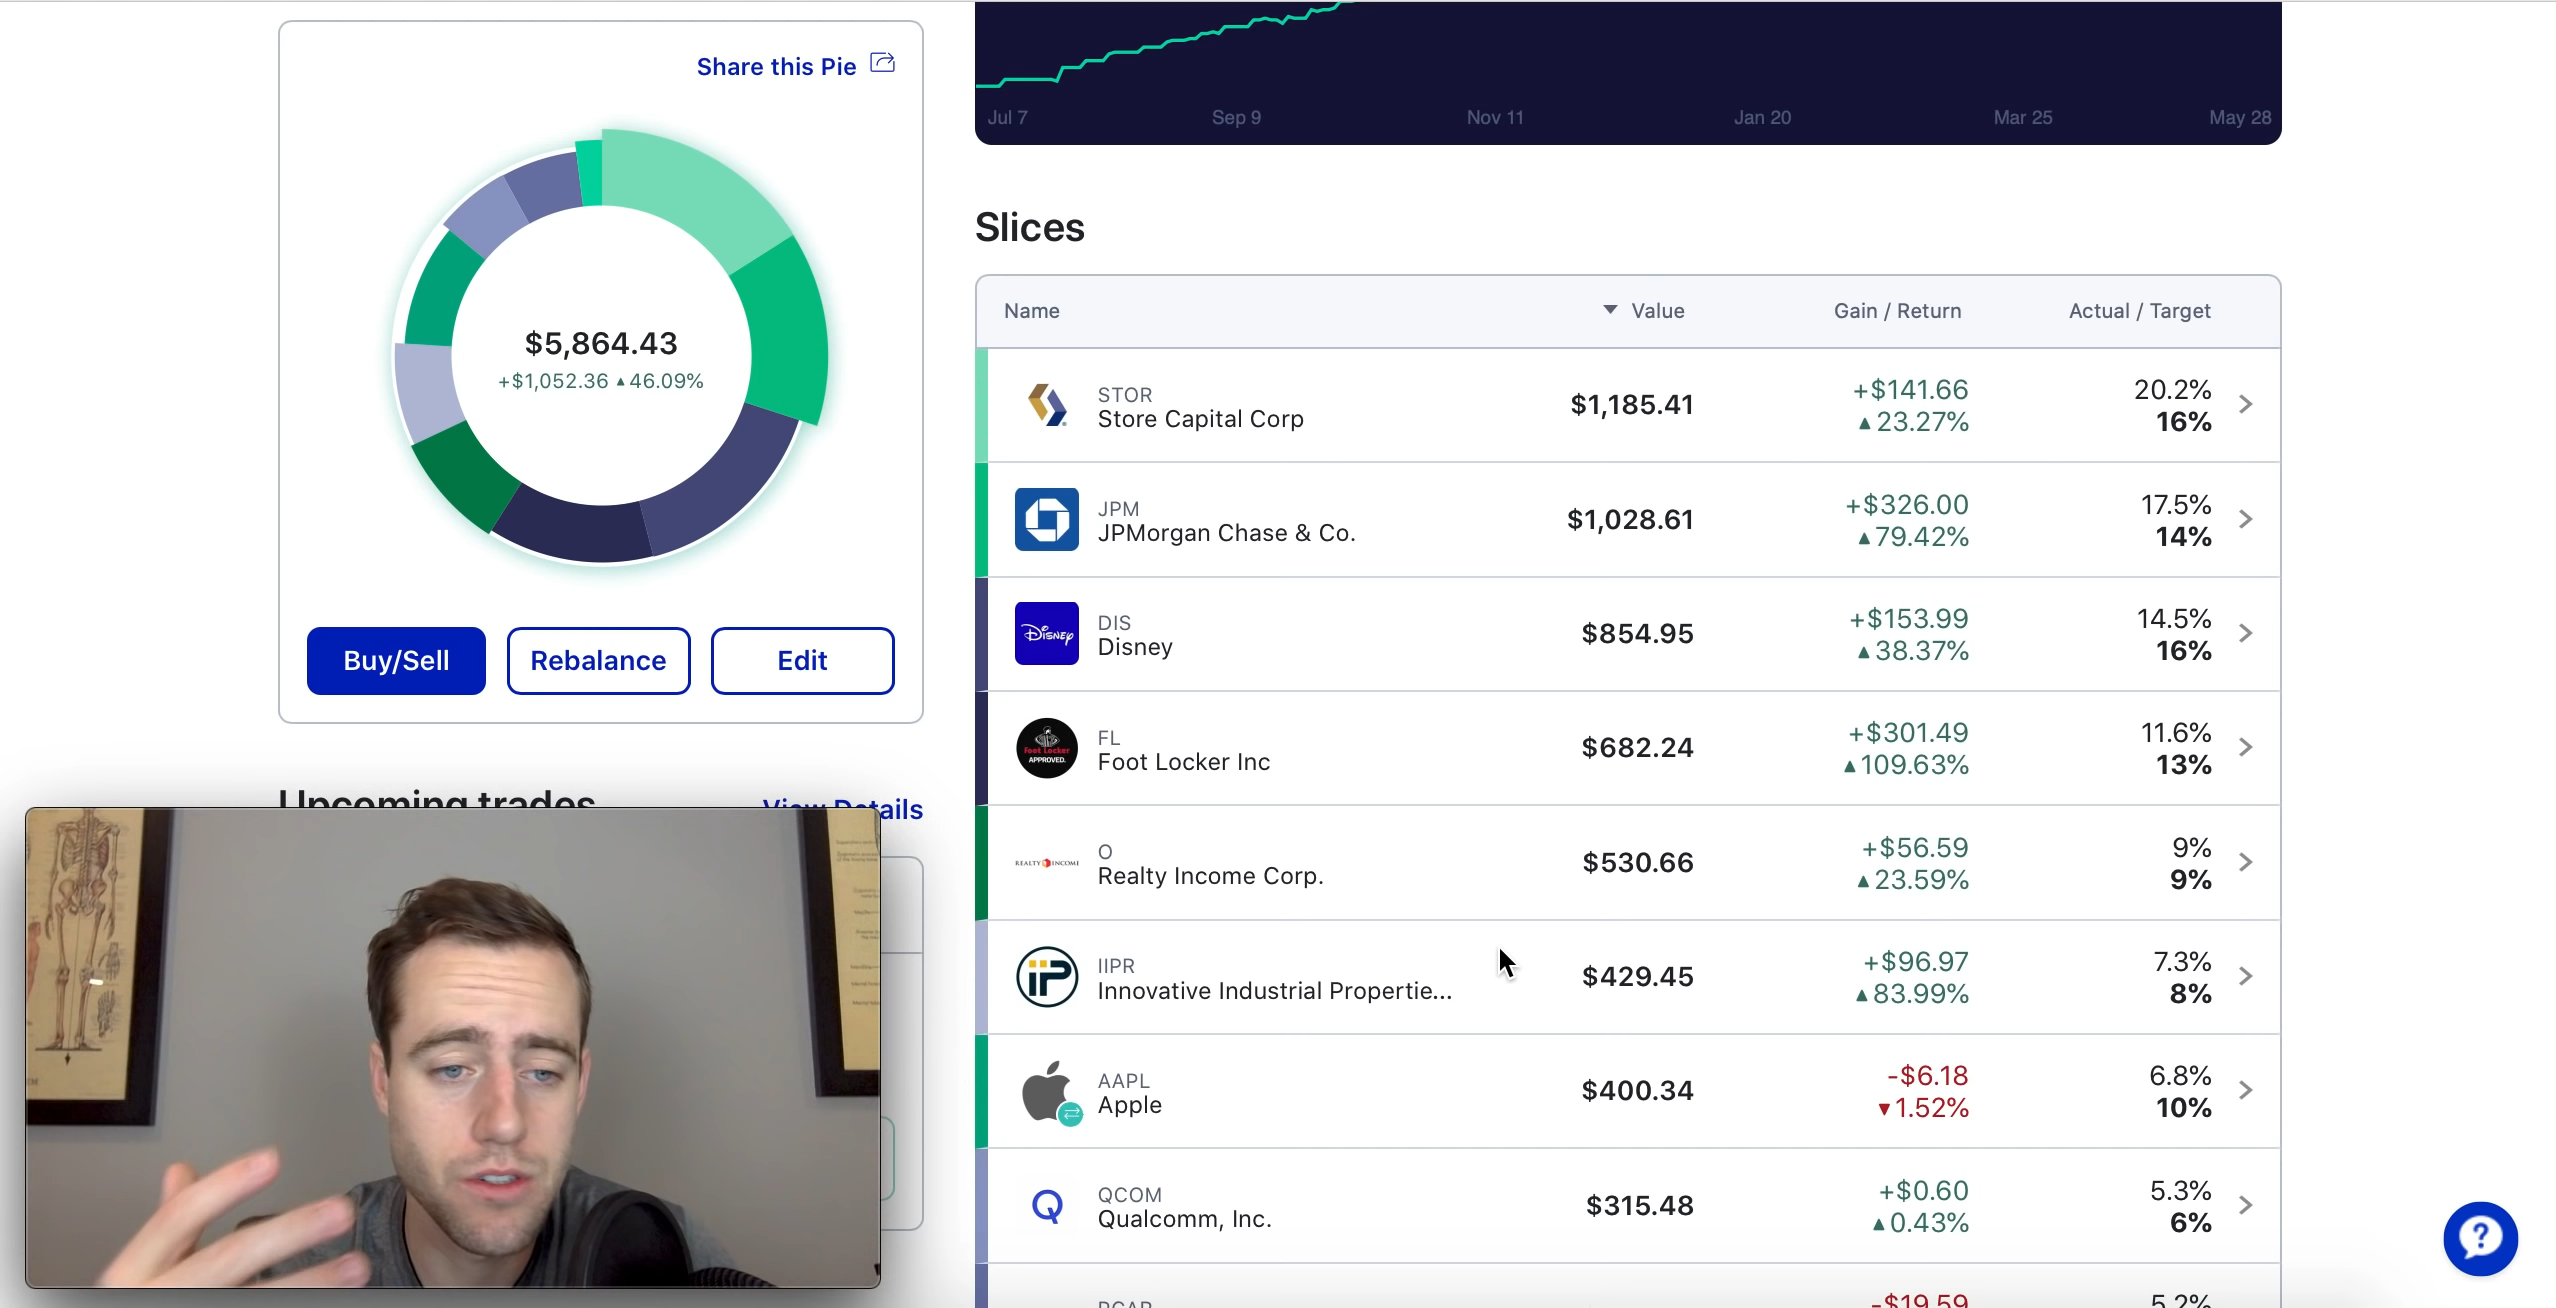 Share this Pie
$5,864.43
+$1,052.36 ▲ 46.09%
Buy/Sell
Rebalance
Edit
Upcoming trades
View Details
Jul 7
Sep 9
Nov 11
Jan 20
Mar 25
May 28
Slices
Name
▼ Value
Gain / Return
Actual / Target
STOR
Store Capital Corp
$1,185.41
+$141.66
▲ 23.27%
20.2%
16%
JPM
JPMorgan Chase & Co.
$1,028.61
+$326.00
▲ 79.42%
17.5%
14%
Disney
DIS
Disney
$854.95
+$153.99
▲ 38.37%
14.5%
16%
Foot Locker
APPROVED.
FL
Foot Locker Inc
$682.24
+$301.49
▲ 109.63%
11.6%
13%
REALTY INCOME
O
Realty Income Corp.
$530.66
+$56.59
▲ 23.59%
9%
9%
iiP
IIPR
Innovative Industrial Propertie...
$429.45
+$96.97
▲ 83.99%
7.3%
8%
AAPL
Apple
$400.34
-$6.18
▼ 1.52%
6.8%
10%
Q
QCOM
Qualcomm, Inc.
$315.48
+$0.60
▲ 0.43%
5.3%
6%
-$19.59
5.2%
?